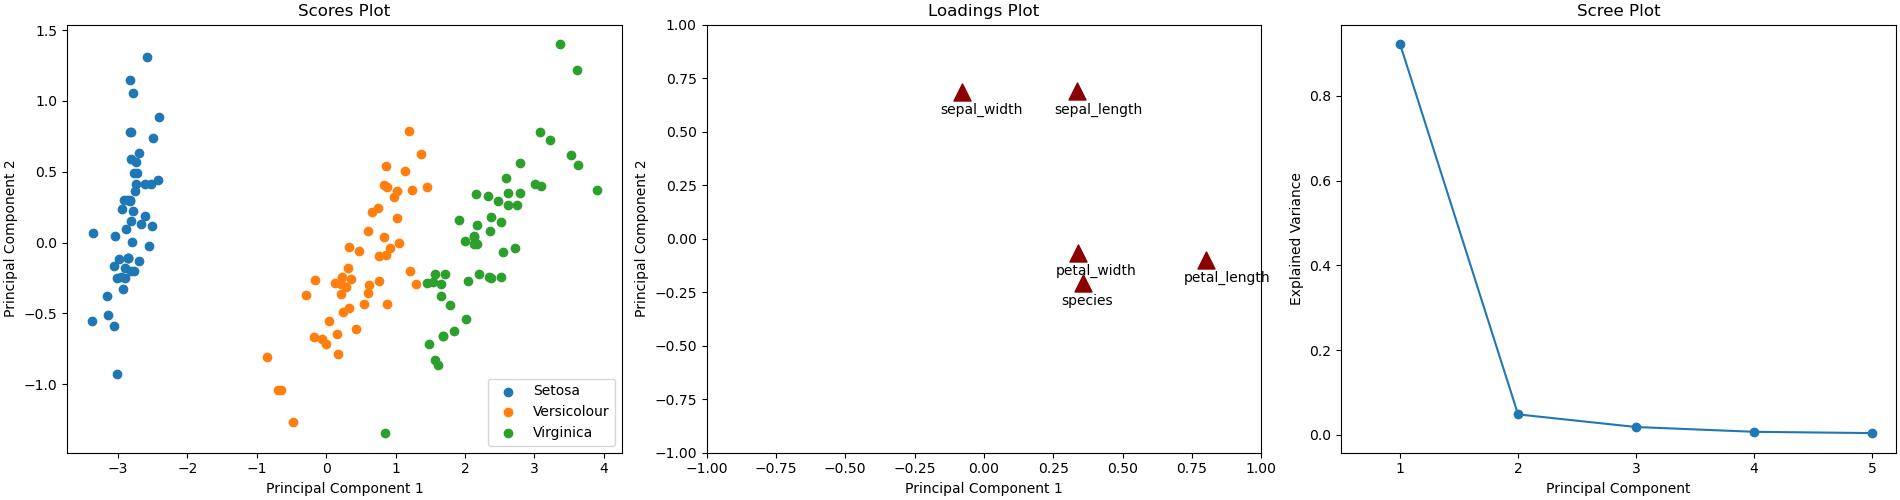 Scores Plot
1.5
1.0
0.5
0.0
−0.5
−1.0
Principal Component 2
Setosa
Versicolour
Virginica
−3 −2 −1 0 1 2 3 4
Principal Component 1
Loadings Plot
1.00
0.75
0.50
0.25
0.00
−0.25
−0.50
−0.75
−1.00
Principal Component 2
sepal_width
sepal_length
petal_width
petal_length
species
−1.00 −0.75 −0.50 −0.25 0.00 0.25 0.50 0.75 1.00
Principal Component 1
Scree Plot
0.8
0.6
0.4
0.2
0.0
Explained Variance
1 2 3 4 5
Principal Component